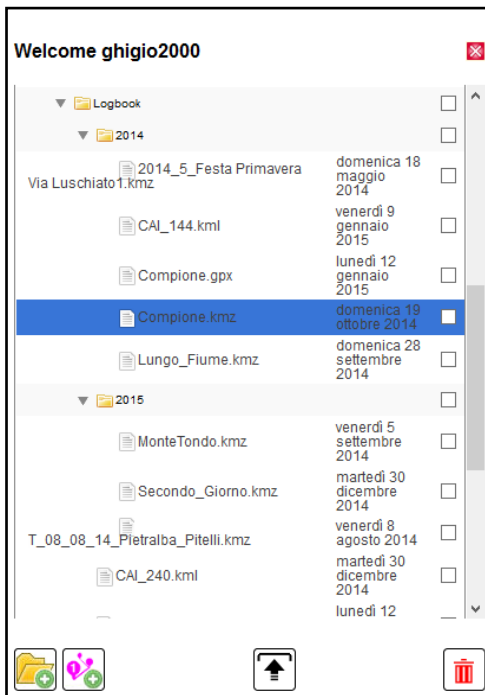 Welcome ghigio2000
Logbook
2014
2014_5_Festa Primavera
Via Luschiato1.kmz
domenica 18
maggio
2014
CAI_144.kml
venerdì 9
gennaio
2015
Compione.gpx
lunedì 12
gennaio
2015
Compione.kmz
domenica 19
ottobre 2014
Lungo_Fiume.kmz
domenica 28
settembre
2014
2015
MonteTondo.kmz
venerdì 5
settembre
2014
Secondo_Giorno.kmz
martedì 30
dicembre
2014
T_08_08_14_Pietralba_Pitelli.kmz
venerdì 8
agosto 2014
CAI_240.kml
martedì 30
dicembre
2014
lunedì 12